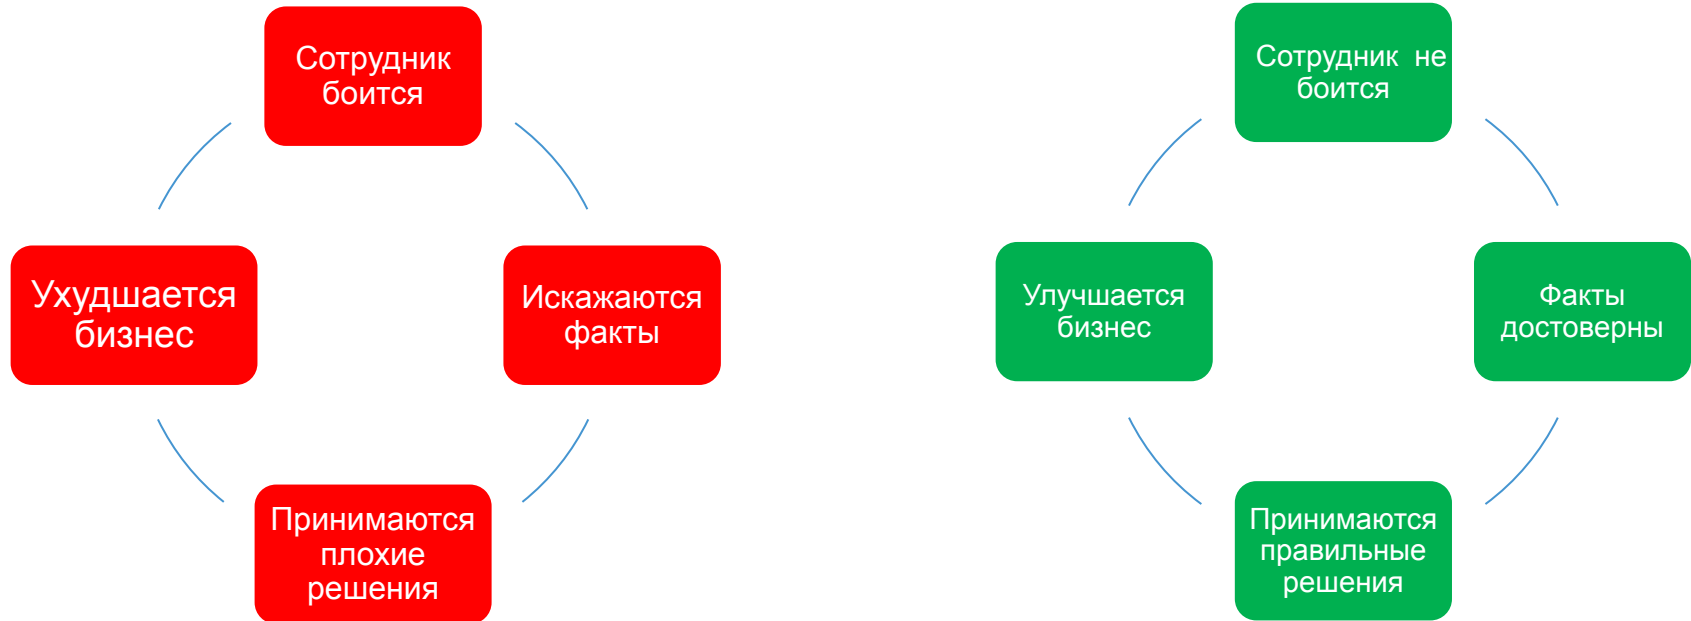 Сотрудник
боится
Искажаются
факты
Принимаются
плохие
решения
Ухудшается
бизнес
Сотрудник не
боится
Факты
достоверны
Принимаются
правильные
решения
Улучшается
бизнес